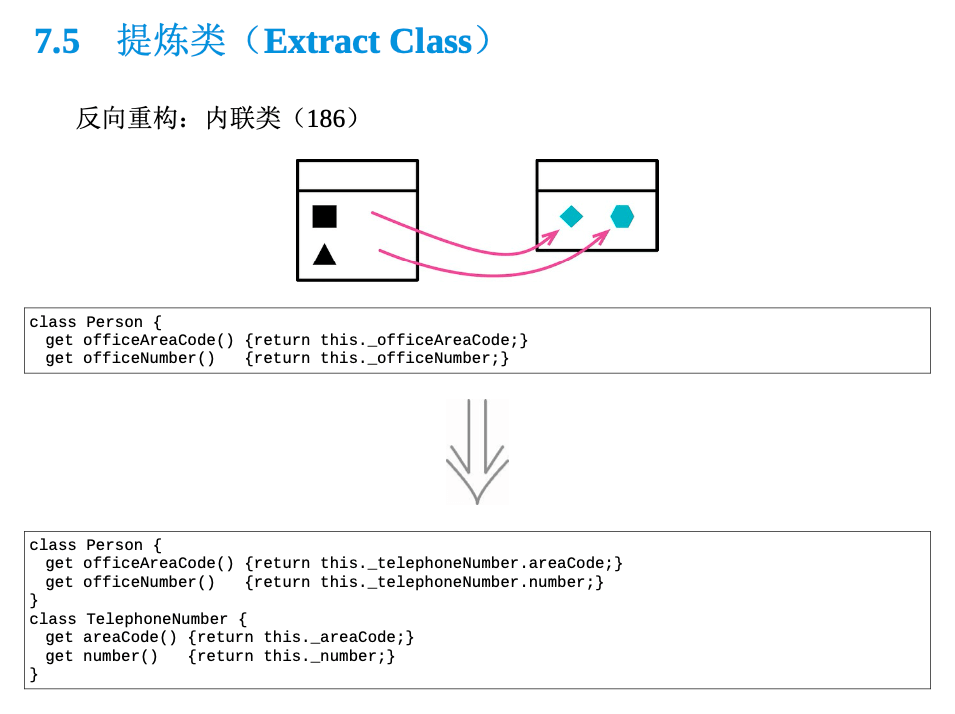 7.5 提炼类（Extract Class）
反向重构：内联类（186）
class Person {
  get officeAreaCode() {return this._officeAreaCode;}
  get officeNumber()   {return this._officeNumber;}
class Person {
  get officeAreaCode() {return this._telephoneNumber.areaCode;}
  get officeNumber()   {return this._telephoneNumber.number;}
}
class TelephoneNumber {
  get areaCode() {return this._areaCode;}
  get number()   {return this._number;}
}